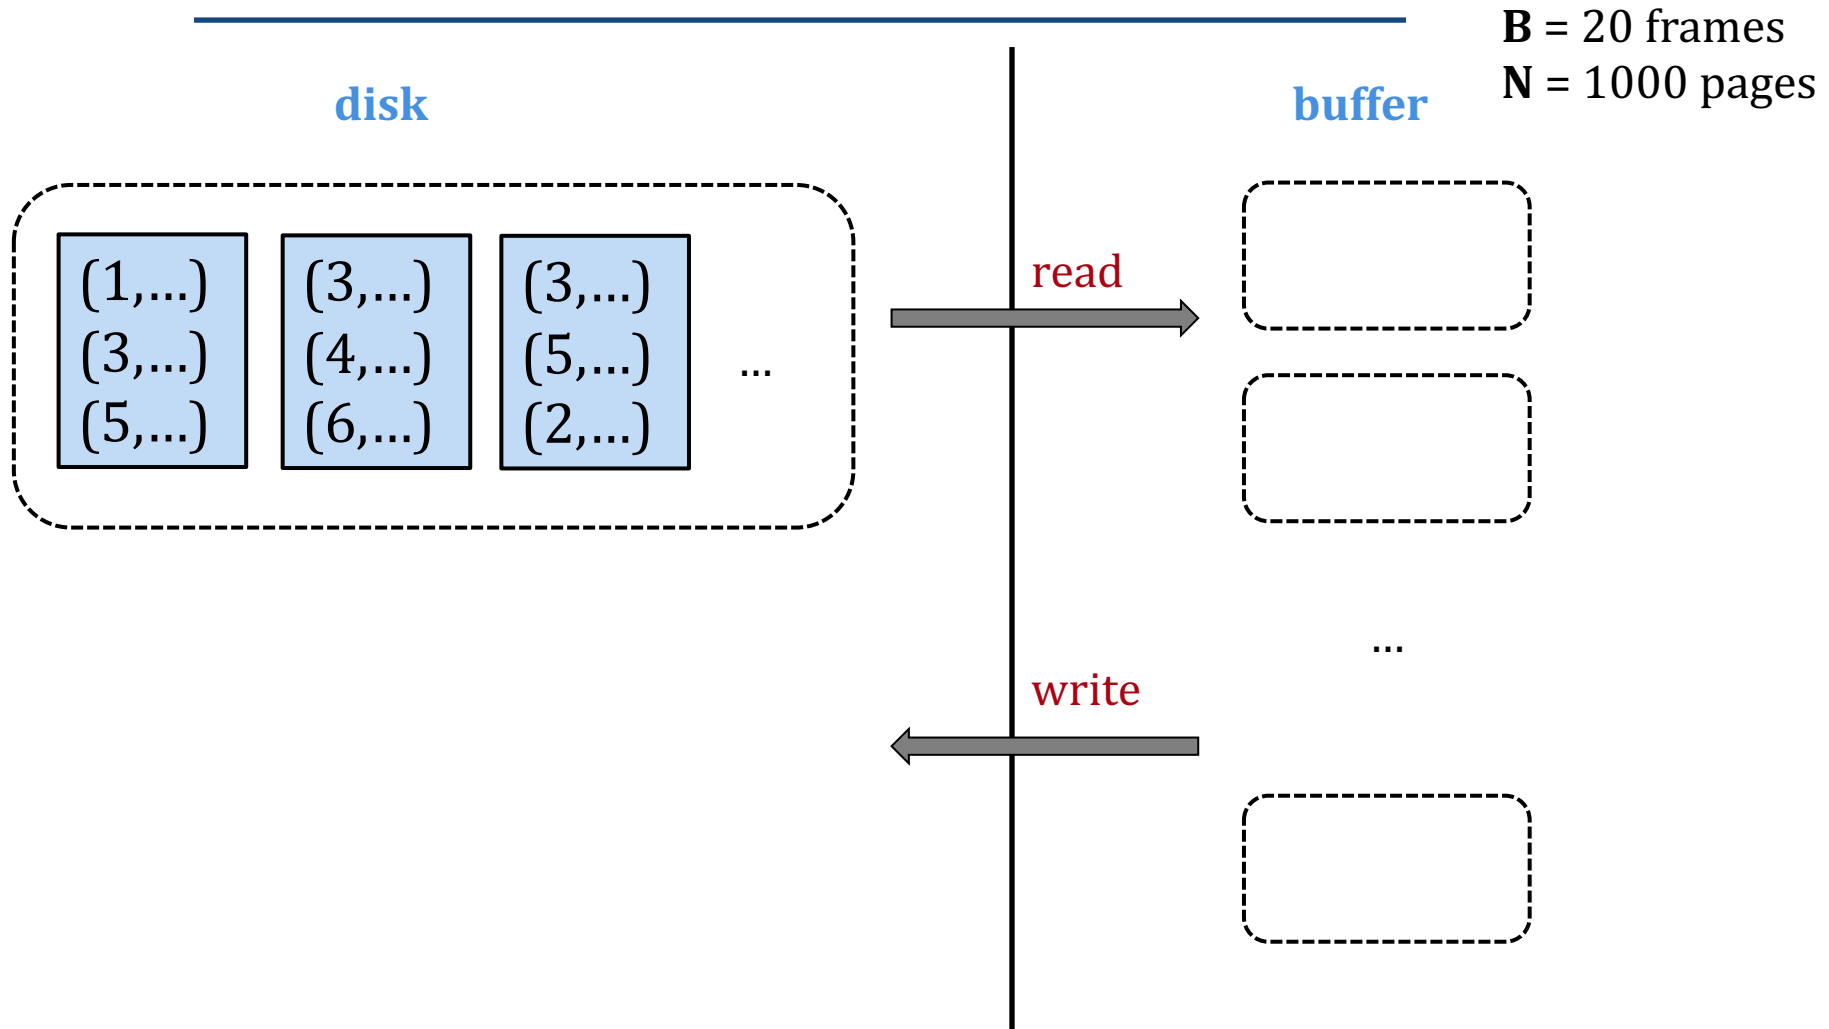 B = 20 frames
N = 1000 pages
disk
buffer
(1,...)
(3,...)
(5,...)
(3,...)
(4,...)
(6,...)
(3,...)
(5,...)
(2,...)
...
read
...
write